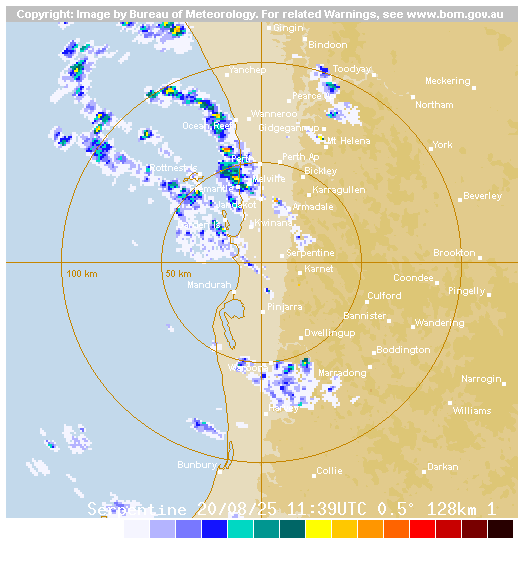 Copyright: Image by Bureau of Meteorology. For related Warnings, see www.bom.gov.au
Gingin
Bindoon
Yanchep
Toodyay
Meckering
Pearce
Northam
Wanneroo
Ocean Reef
Gidgegannup
Mt Helena
York
Perth Ap
Rottnest Is
Bickley
Melville
Fremantle
Karragullen
Beverley
Jandakot
Armadale
Kwinana
Serpentine
Brookton
100 km
50 km
Karnet
Coondee
Mandurah
Pingelly
Culford
Pinjarra
Bannister
Wandering
Dwellingup
Boddington
Waroona
Marradong
Narrogin
Harvey
Williams
Bunbury
Collie
Darkan
Serpentine 20/08/25 11:39UTC 0.5° 128km 1